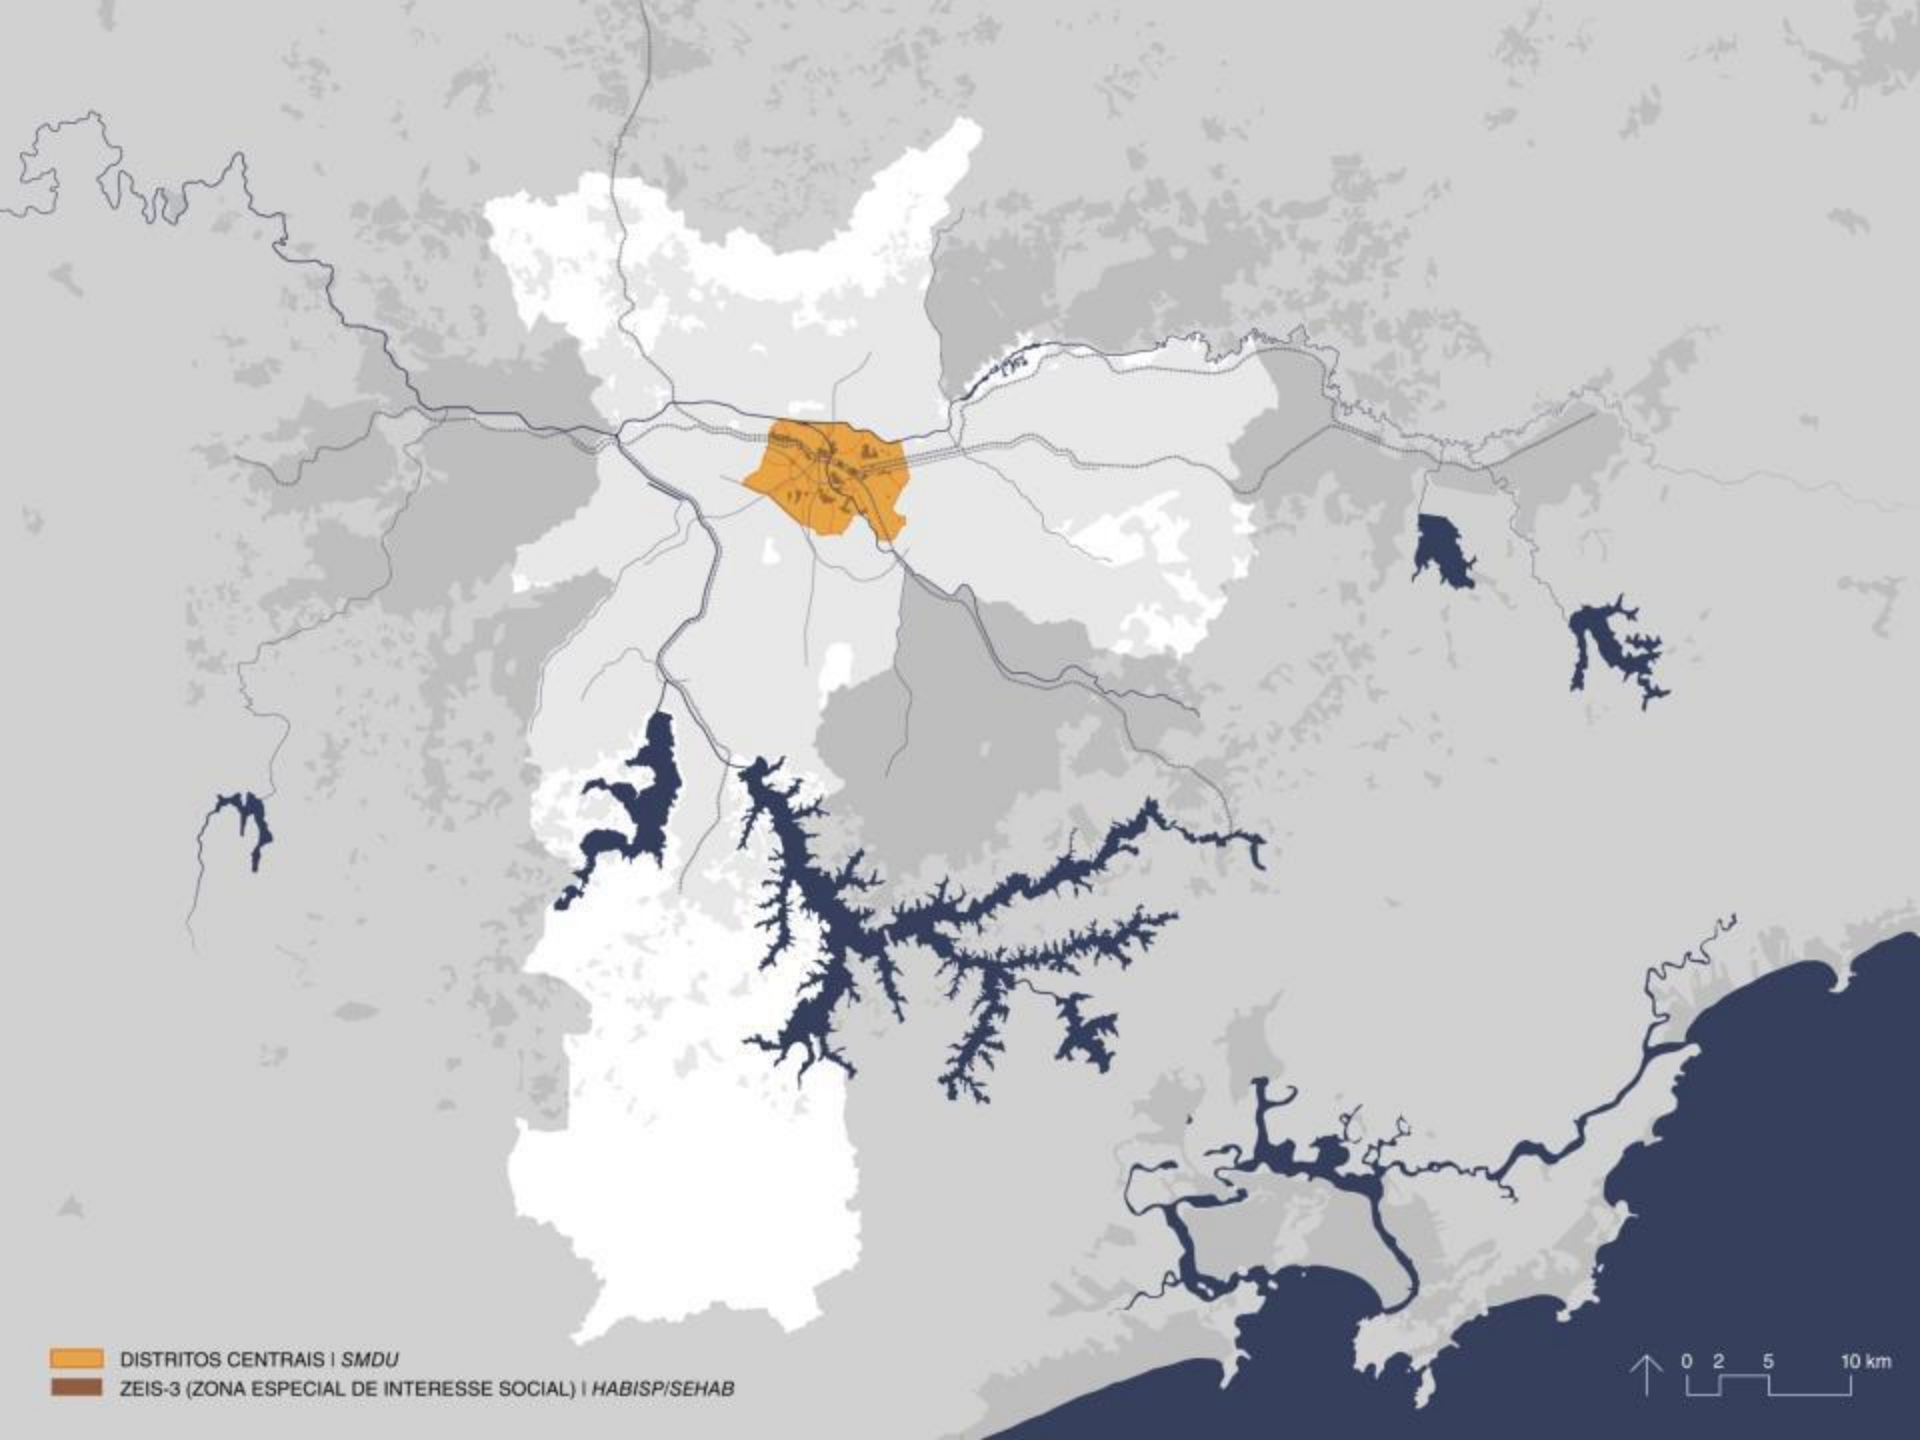 DISTRITOS CENTRAIS | SMDU
ZEIS-3 (ZONA ESPECIAL DE INTERESSE SOCIAL) | HABISP/SEHAB
0 2 5 10 km